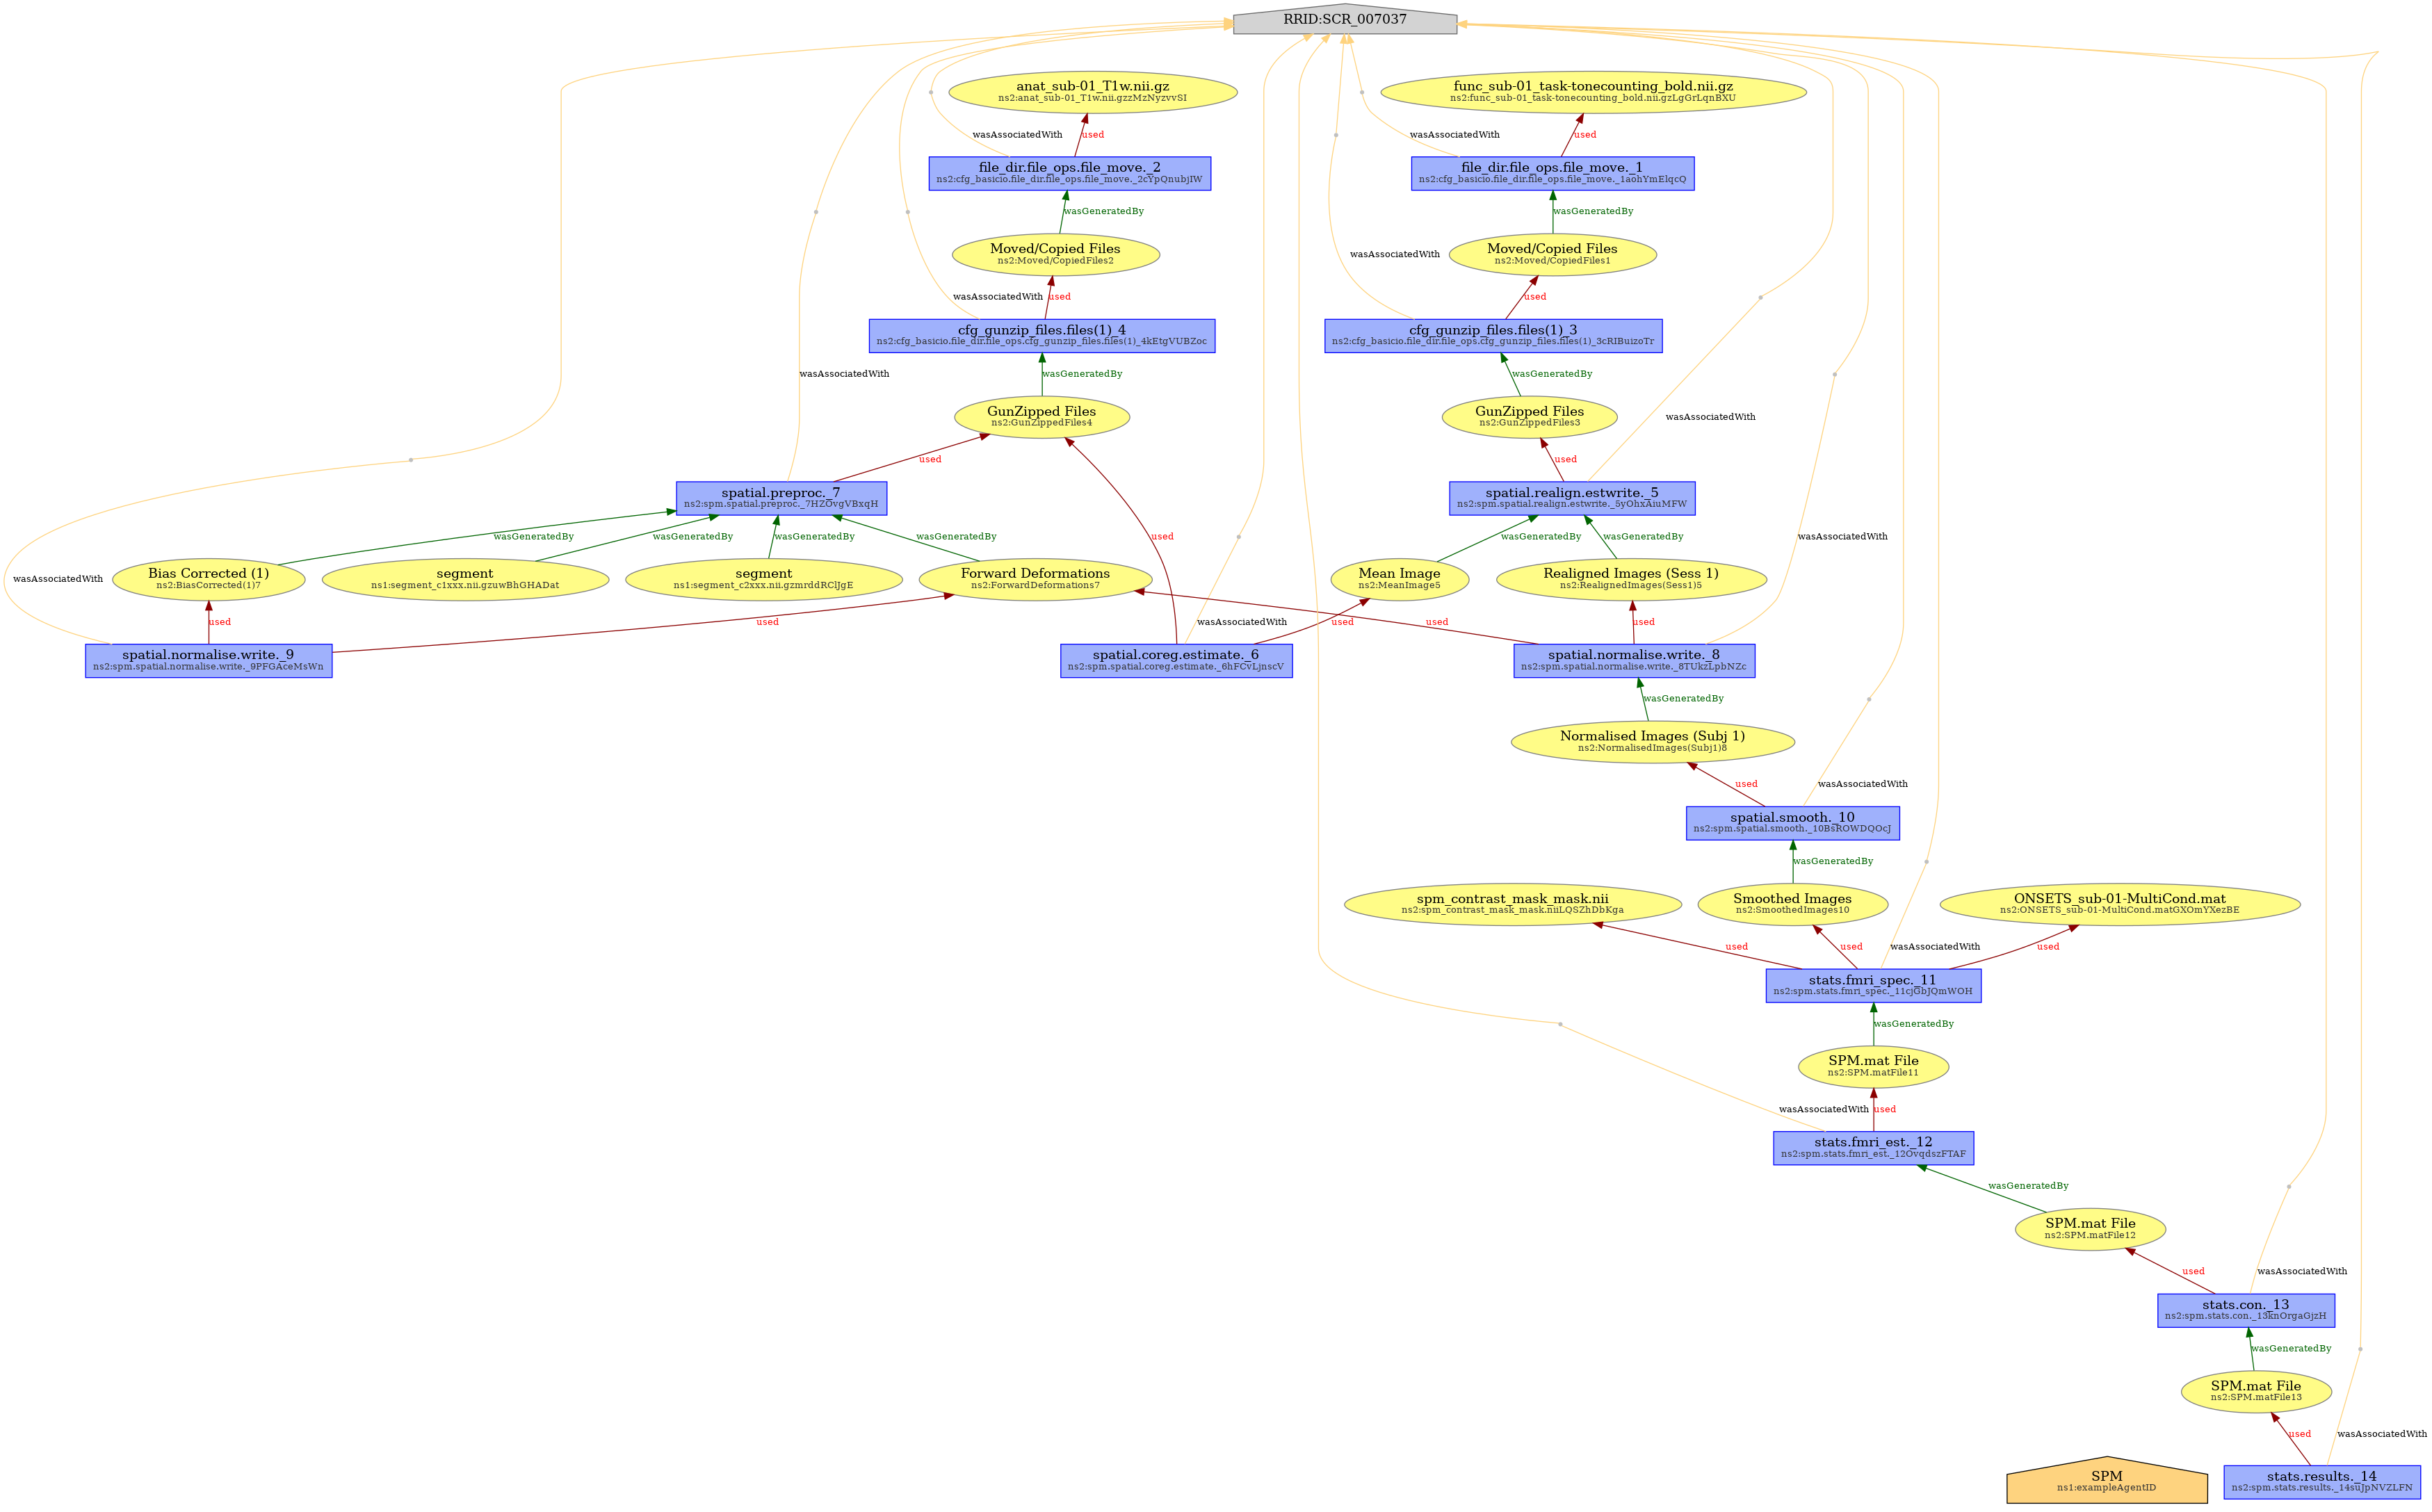 RRID:SCR_007037
anat_sub-01_T1w.nii.gz
ns2:anat_sub-01_T1w.nii.gzzMzNyzvvSI
func_sub-01_task-tonecounting_bold.nii.gz
ns2:func_sub-01_task-tonecounting_bold.nii.gzLgGrLqnBXU
wasAssociatedWith
used
wasAssociatedWith
used
file_dir.file_ops.file_move._2
ns2:cfg_basicio.file_dir.file_ops.file_move._2cYpQnubjIW
file_dir.file_ops.file_move._1
ns2:cfg_basicio.file_dir.file_ops.file_move._1aohYmElqcQ
wasGeneratedBy
wasGeneratedBy
Moved/Copied Files
ns2:Moved/CopiedFiles2
Moved/Copied Files
ns2:Moved/CopiedFiles1
wasAssociatedWith
wasAssociatedWith
used
used
cfg_gunzip_files.files(1)_4
ns2:cfg_basicio.file_dir.file_ops.cfg_gunzip_files.files(1)_4kEtgVUBZoc
cfg_gunzip_files.files(1)_3
ns2:cfg_basicio.file_dir.file_ops.cfg_gunzip_files.files(1)_3cRIBuizoTr
wasAssociatedWith
wasGeneratedBy
wasGeneratedBy
GunZipped Files
ns2:GunZippedFiles4
GunZipped Files
ns2:GunZippedFiles3
wasAssociatedWith
used
used
spatial.preproc._7
ns2:spm.spatial.preproc._7HZOvgVBxqH
spatial.realign.estwrite._5
ns2:spm.spatial.realign.estwrite._5yOhxAiuMFW
wasGeneratedBy
wasGeneratedBy
wasGeneratedBy
wasGeneratedBy
used
wasGeneratedBy
wasGeneratedBy
wasAssociatedWith
wasAssociatedWith
Bias Corrected (1)
ns2:BiasCorrected(1)7
segment
ns1:segment_c1xxx.nii.gzuwBhGHADat
segment
ns1:segment_c2xxx.nii.gzmrddRClJgE
Forward Deformations
ns2:ForwardDeformations7
Mean Image
ns2:MeanImage5
Realigned Images (Sess 1)
ns2:RealignedImages(Sess1)5
used
used
wasAssociatedWith
used
used
used
spatial.normalise.write._9
ns2:spm.spatial.normalise.write._9PFGAceMsWn
spatial.coreg.estimate._6
ns2:spm.spatial.coreg.estimate._6hFCvLjnscV
spatial.normalise.write._8
ns2:spm.spatial.normalise.write._8TUkzLpbNZc
wasGeneratedBy
Normalised Images (Subj 1)
ns2:NormalisedImages(Subj1)8
used
wasAssociatedWith
spatial.smooth._10
ns2:spm.spatial.smooth._10BsROWDQOcJ
wasGeneratedBy
spm_contrast_mask_mask.nii
ns2:spm_contrast_mask_mask.niiLQSZhDbKga
Smoothed Images
ns2:SmoothedImages10
ONSETS_sub-01-MultiCond.mat
ns2:ONSETS_sub-01-MultiCond.matGXOmYXezBE
used
used
wasAssociatedWith
used
stats.fmri_spec._11
ns2:spm.stats.fmri_spec._11cjGbJQmWOH
wasGeneratedBy
SPM.mat File
ns2:SPM.matFile11
wasAssociatedWith
used
stats.fmri_est._12
ns2:spm.stats.fmri_est._12OvqdszFTAF
wasGeneratedBy
SPM.mat File
ns2:SPM.matFile12
used
wasAssociatedWith
stats.con._13
ns2:spm.stats.con._13knOrgaGjzH
wasGeneratedBy
SPM.mat File
ns2:SPM.matFile13
used
wasAssociatedWith
SPM
ns1:exampleAgentID
stats.results._14
ns2:spm.stats.results._14suJpNVZLFN